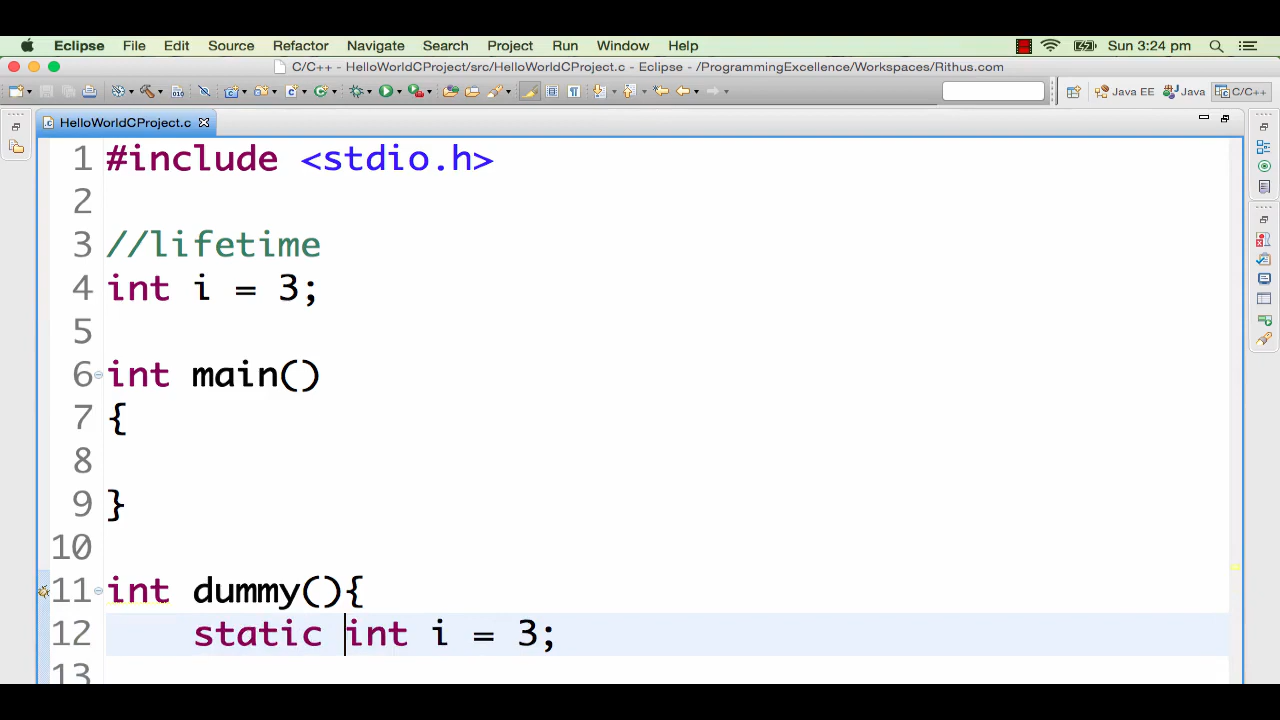 Eclipse File Edit Source Refactor Navigate Search Project Run Window Help Sun 3:24 pm
C/C++ - HelloWorldCProject/src/HelloWorldCProject.c - Eclipse - /ProgrammingExcellence/Workspaces/Rithus.com
Java EE Java C/C++
HelloWorldCProject.c
1 #include <stdio.h>
2
3 //lifetime
4 int i = 3;
5
6 int main()
7 {
8
9 }
10
11 int dummy(){
12 static int i = 3;
13